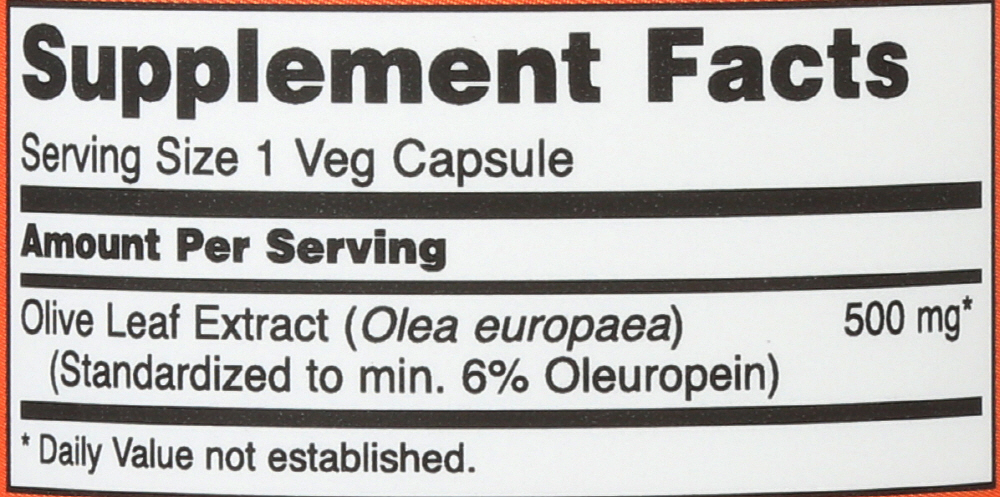 Supplement Facts
Serving Size 1 Veg Capsule
Amount Per Serving
Olive Leaf Extract (Olea europaea) 500 mg*
(Standardized to min. 6% Oleuropein)
* Daily Value not established.